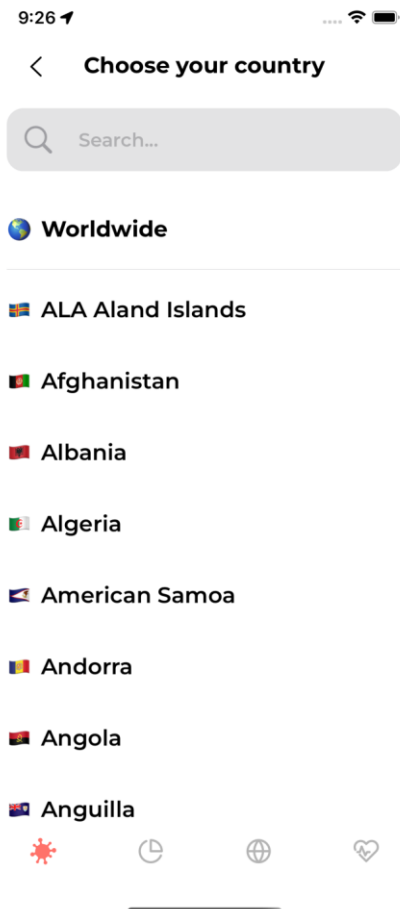 9:26
Choose your country
Search...
Worldwide
ALA Aland Islands
Afghanistan
Albania
Algeria
American Samoa
Andorra
Angola
Anguilla